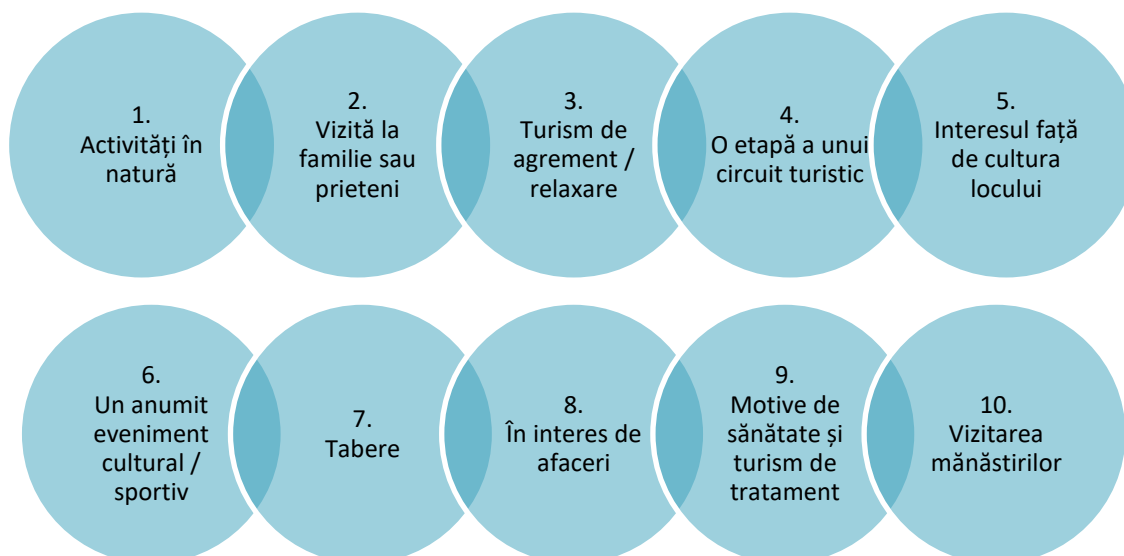 1.
Activități în
natură
2.
Vizită la
familie sau
prieteni
3.
Turism de
agrement /
relaxare
4.
O etapă a unui
circuit turistic
5.
Interesul față
de cultura
locului
6.
Un anumit
eveniment
cultural /
sportiv
7.
Tabere
8.
În interes de
afaceri
9.
Motive de
sănătate și
turism de
tratament
10.
Vizitarea
mănăstirilor